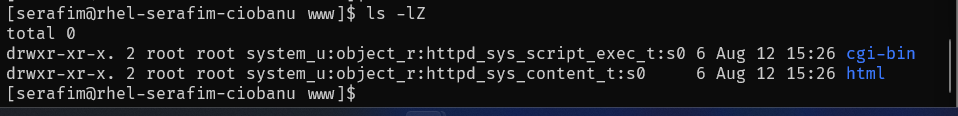 [serafim@rhel-serafim-ciobanu www]$ ls -lZ
total 0
drwxr-xr-x. 2 root root system_u:object_r:httpd_sys_script_exec_t:s0 6 Aug 12 15:26 cgi-bin
drwxr-xr-x. 2 root root system_u:object_r:httpd_sys_content_t:s0     6 Aug 12 15:26 html
[serafim@rhel-serafim-ciobanu www]$